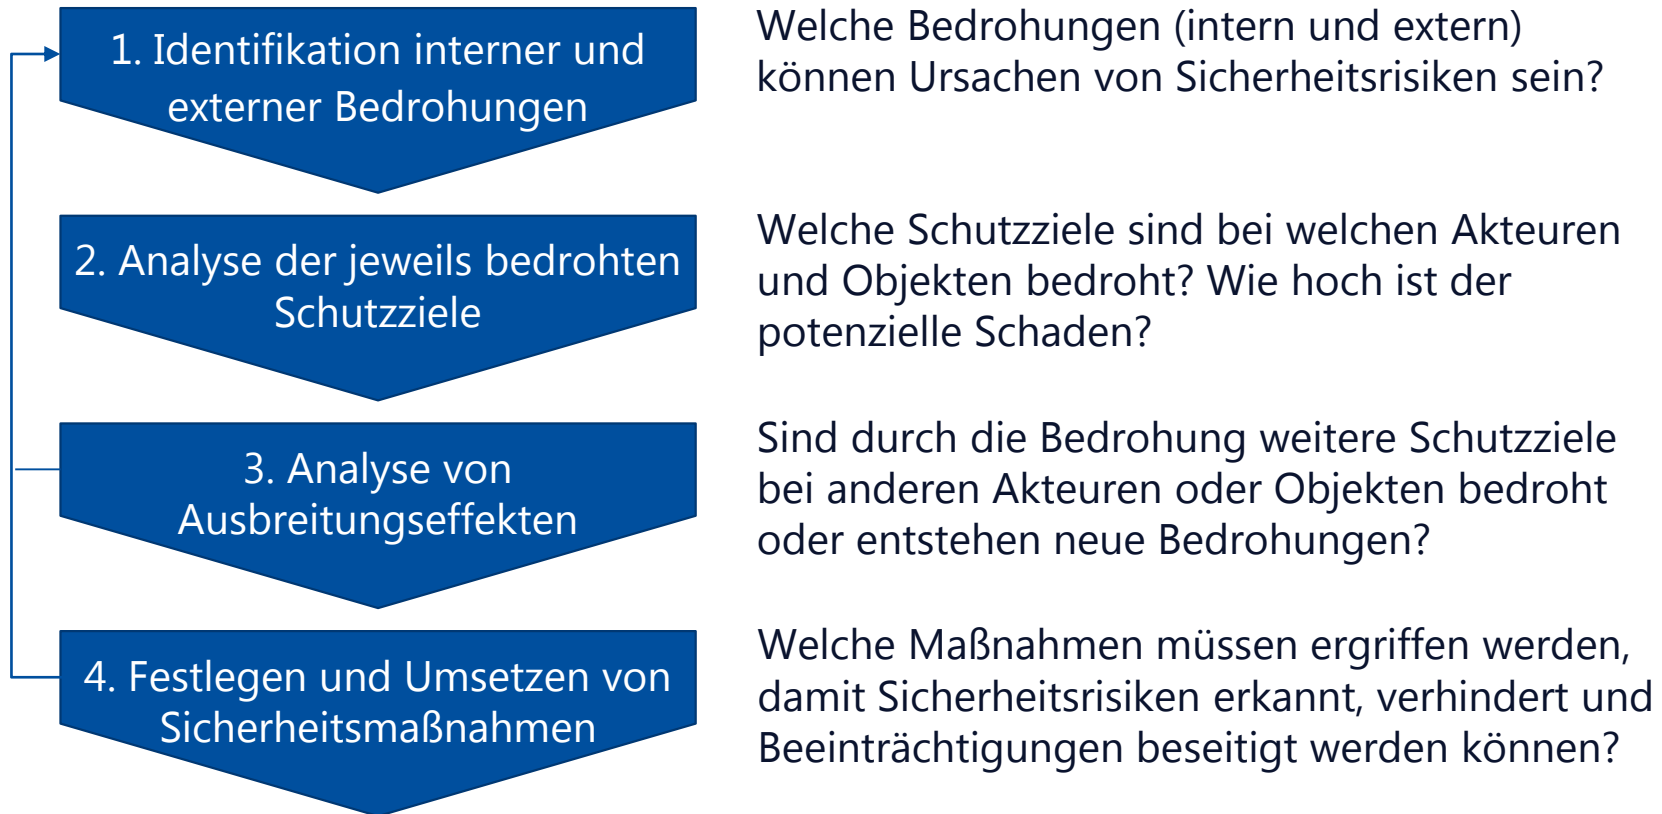 1. Identifikation interner und
externer Bedrohungen
Welche Bedrohungen (intern und extern)
können Ursachen von Sicherheitsrisiken sein?
2. Analyse der jeweils bedrohten
Schutzziele
Welche Schutzziele sind bei welchen Akteuren
und Objekten bedroht? Wie hoch ist der
potenzielle Schaden?
3. Analyse von
Ausbreitungseffekten
Sind durch die Bedrohung weitere Schutzziele
bei anderen Akteuren oder Objekten bedroht
oder entstehen neue Bedrohungen?
4. Festlegen und Umsetzen von
Sicherheitsmaßnahmen
Welche Maßnahmen müssen ergriffen werden,
damit Sicherheitsrisiken erkannt, verhindert und
Beeinträchtigungen beseitigt werden können?